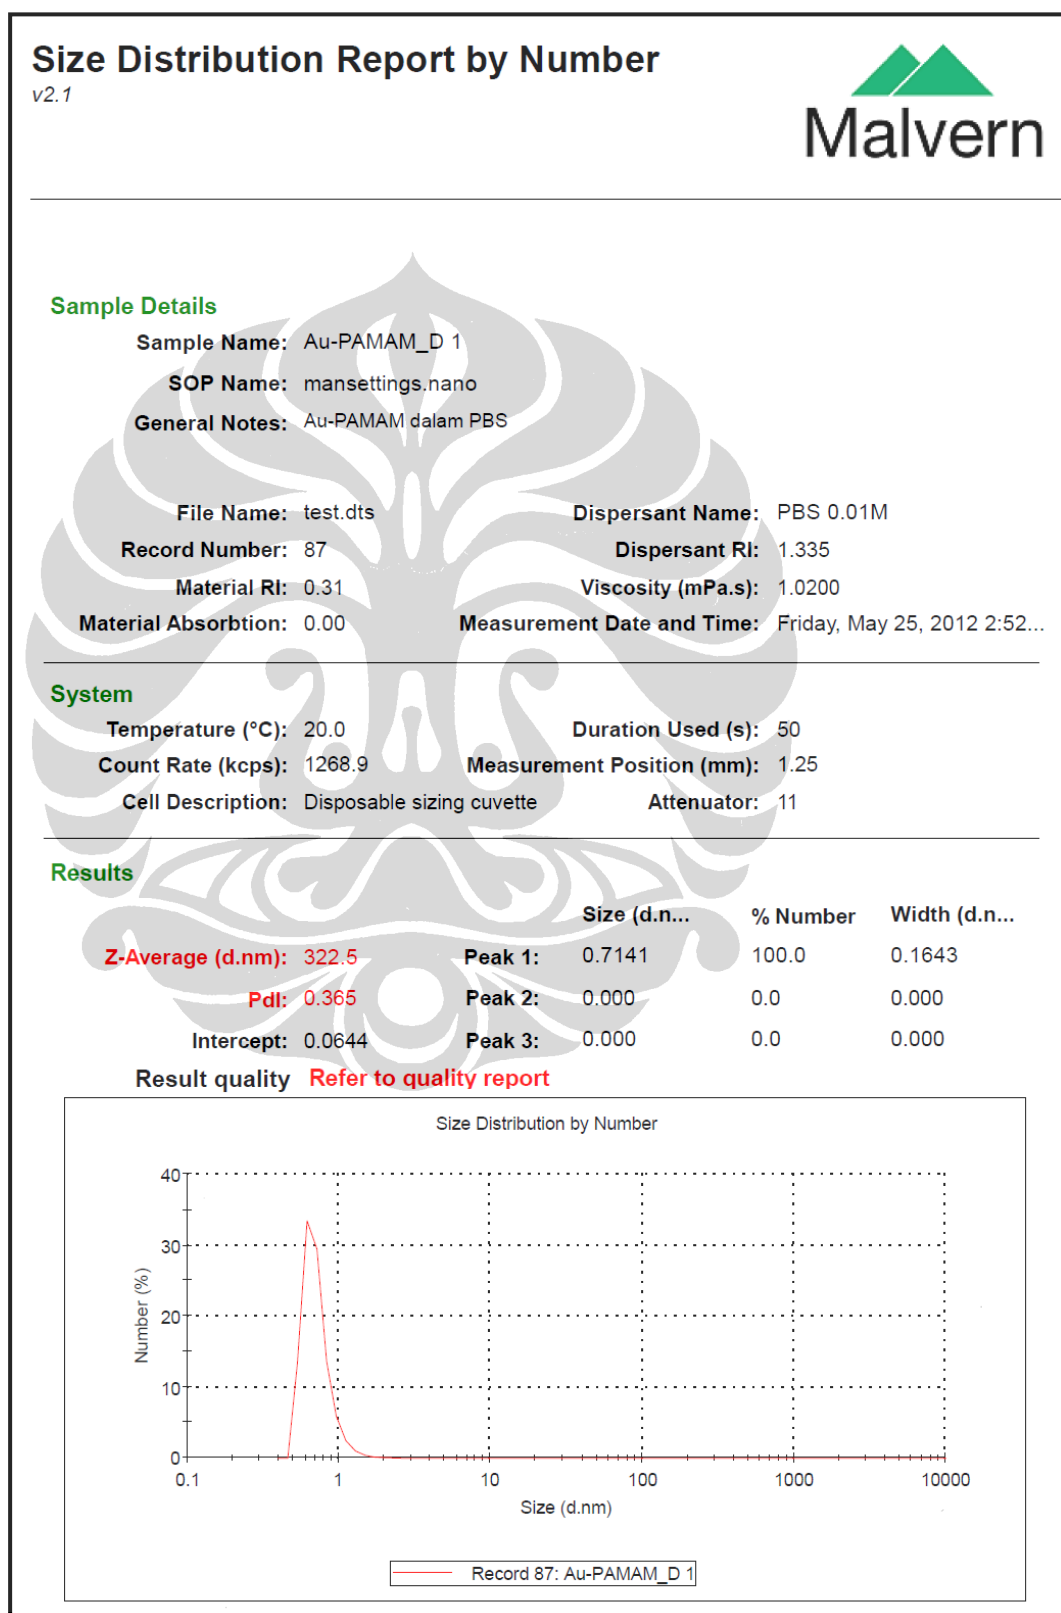 Size Distribution Report by Number
v2.1
Malvern
Sample Details
Sample Name: Au-PAMAM_D 1
SOP Name: mansettings.nano
General Notes: Au-PAMAM dalam PBS
File Name: test.dts Dispersant Name: PBS 0.01M
Record Number: 87 Dispersant RI: 1.335
Material RI: 0.31 Viscosity (mPa.s): 1.0200
Material Absorbtion: 0.00 Measurement Date and Time: Friday, May 25, 2012 2:52...
System
Temperature (°C): 20.0 Duration Used (s): 50
Count Rate (kcps): 1268.9 Measurement Position (mm): 1.25
Cell Description: Disposable sizing cuvette Attenuator: 11
Results
Size (d.n... % Number Width (d.n...
Z-Average (d.nm): 322.5 Peak 1: 0.7141 100.0 0.1643
PdI: 0.365 Peak 2: 0.000 0.0 0.000
Intercept: 0.0644 Peak 3: 0.000 0.0 0.000
Result quality Refer to quality report
Size Distribution by Number
40
30
20
10
0
Number (%)
0.1 1 10 100 1000 10000
Size (d.nm)
Record 87: Au-PAMAM_D 1